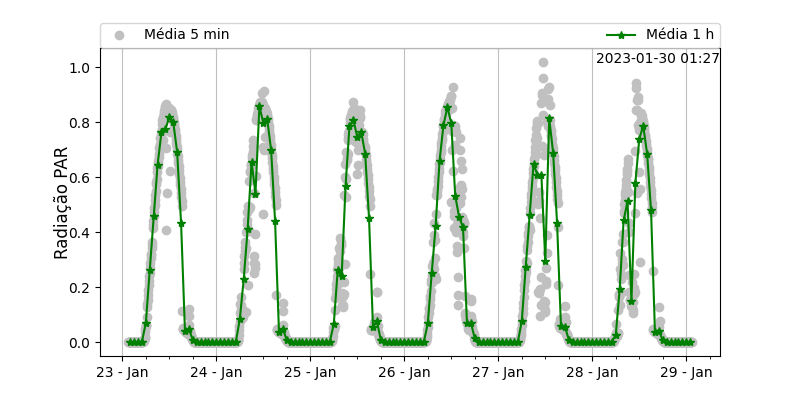 Média 5 min
Média 1 h
2023-01-30 01:27
Radiação PAR
1.0
0.8
0.6
0.4
0.2
0.0
23 - Jan
24 - Jan
25 - Jan
26 - Jan
27 - Jan
28 - Jan
29 - Jan